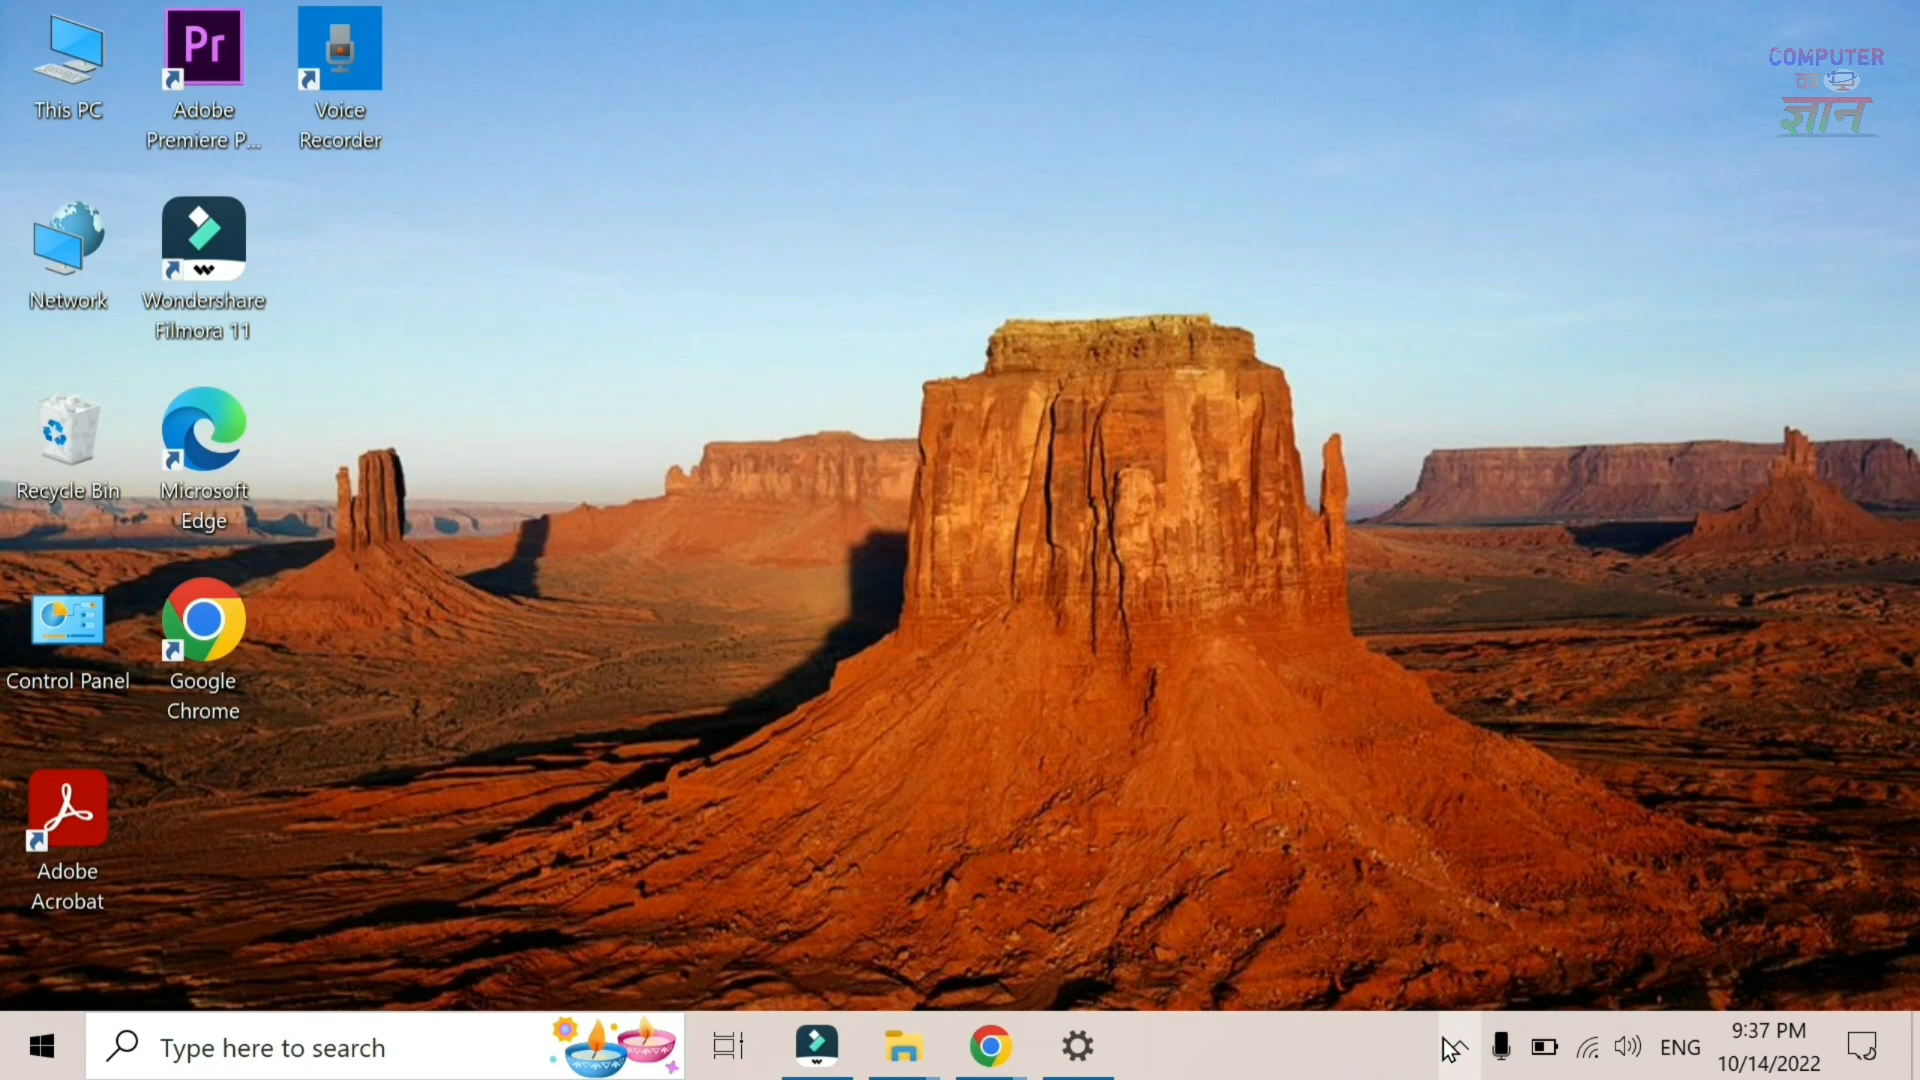 This PC
Adobe
Premiere P...
Voice
Recorder
COMPUTER
का
ज्ञान
Network
Wondershare
Filmora 11
Recycle Bin
Microsoft
Edge
Control Panel
Google
Chrome
Adobe
Acrobat
Pr
Type here to search
ENG
9:37 PM
10/14/2022